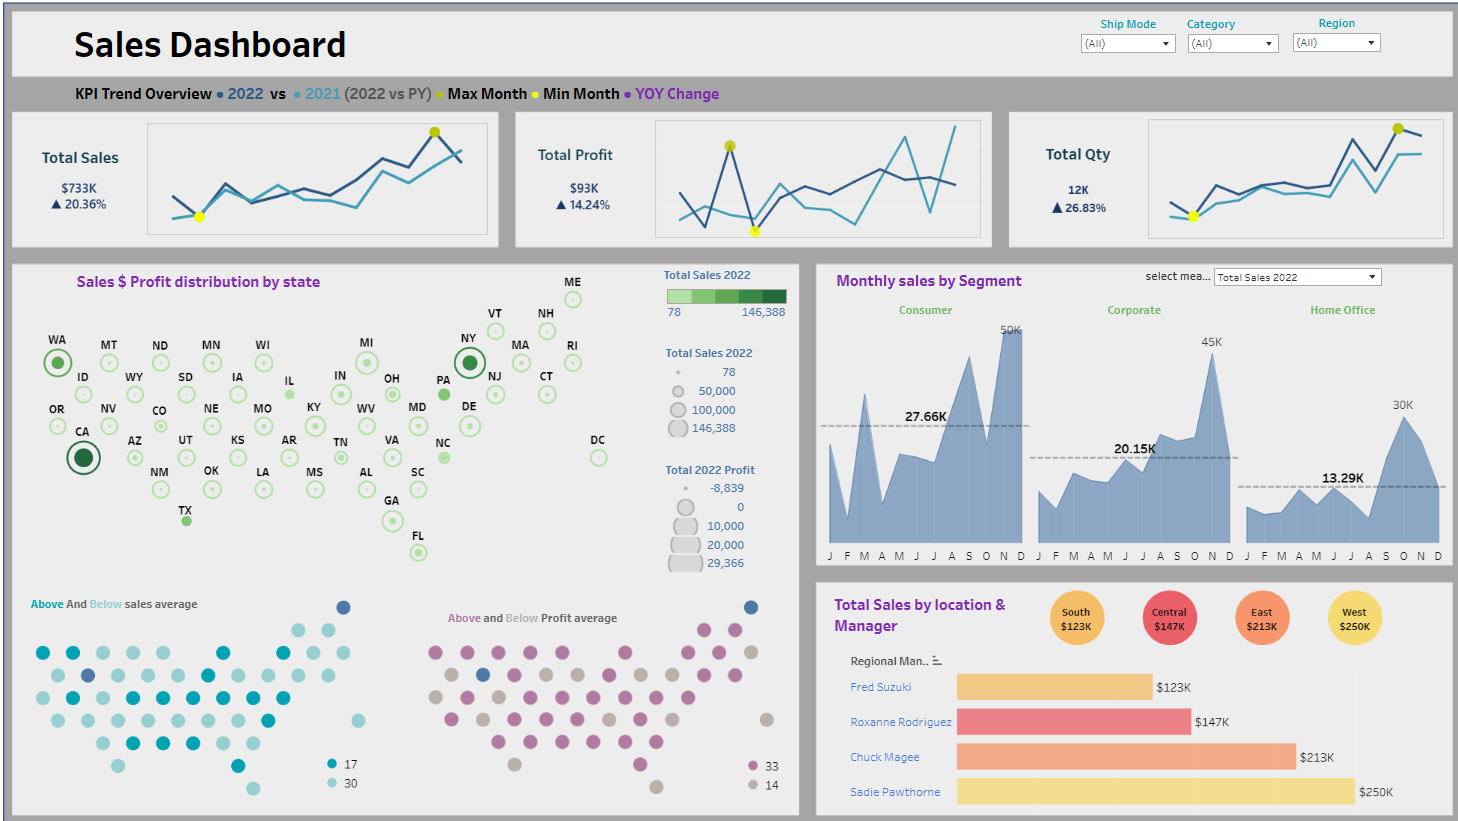 Sales Dashboard
Ship Mode
(All)
Category
(All)
Region
(All)
KPI Trend Overview • 2022 vs • 2021 (2022 vs PY) • Max Month • Min Month • YOY Change
Total Sales
$733K
▲ 20.36%
Total Profit
$93K
▲ 14.24%
Total Qty
12K
▲ 26.83%
Sales $ Profit distribution by state
ME
VT NH
WA MT ND MN WI MI NY MA RI
ID WY SD IA IL IN OH PA NJ CT
OR NV CO NE MO KY WV MD DE
CA AZ UT KS AR TN VA NC DC
NM OK LA MS AL SC
TX GA
FL
Total Sales 2022
78 146,388
Total Sales 2022
78
50,000
100,000
146,388
Total 2022 Profit
-8,839
0
10,000
20,000
29,366
Above And Below sales average
17
30
Above and Below Profit average
33
14
Monthly sales by Segment
select mea... Total Sales 2022
Consumer Corporate Home Office
50K
27.66K
45K
20.15K
30K
13.29K
J F M A M J J A S O N D J F M A M J J A S O N D J F M A M J J A S O N D
Total Sales by location &
Manager
South
$123K
Central
$147K
East
$213K
West
$250K
Regional Man..
Fred Suzuki $123K
Roxanne Rodriguez $147K
Chuck Magee $213K
Sadie Pawthorne $250K